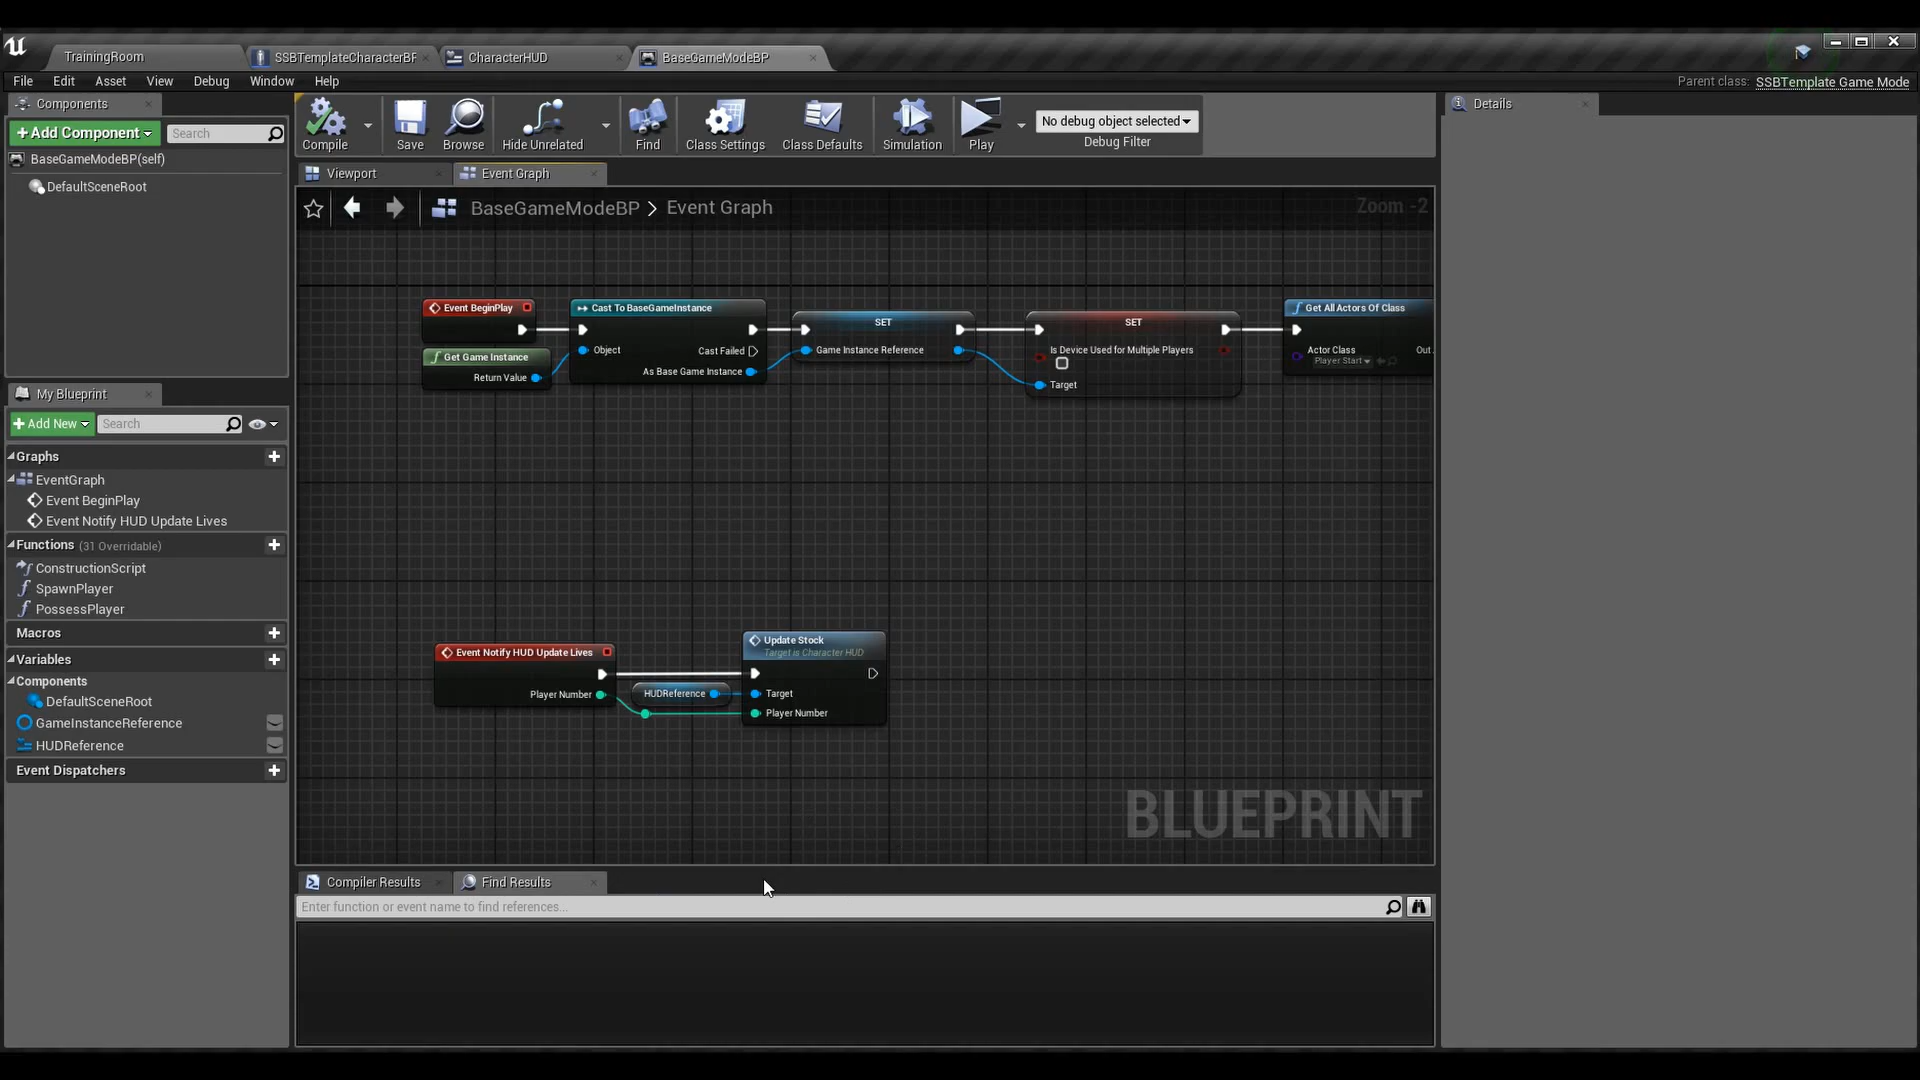 TrainingRoom
SSBTemplateCharacterBP
CharacterHUD
BaseGameModeBP
File Edit Asset View Debug Window Help
Parent class: SSBTemplate Game Mode
Components
+Add Component
Search
BaseGameModeBP(self)
DefaultSceneRoot
Compile
Save
Browse
Hide Unrelated
Find
Class Settings
Class Defaults
Simulation
Play
No debug object selected
Debug Filter
Details
Viewport
Event Graph
BaseGameModeBP > Event Graph
Zoom -2
Event BeginPlay
Get Game Instance
Return Value
Cast To BaseGameInstance
Object
Cast Failed
As Base Game Instance
SET
Game Instance Reference
SET
Is Device Used for Multiple Players
Target
Get All Actors Of Class
Actor Class
Player Start
Out
My Blueprint
+Add New
Search
Graphs
EventGraph
Event BeginPlay
Event Notify HUD Update Lives
Functions (31 Overridable)
ConstructionScript
SpawnPlayer
PossessPlayer
Macros
Variables
Components
DefaultSceneRoot
GameInstanceReference
HUDReference
Event Dispatchers
Event Notify HUD Update Lives
Player Number
HUDReference
Update Stock
Target is Character HUD
Target
Player Number
BLUEPRINT
Compiler Results
Find Results
Enter function or event name to find references...